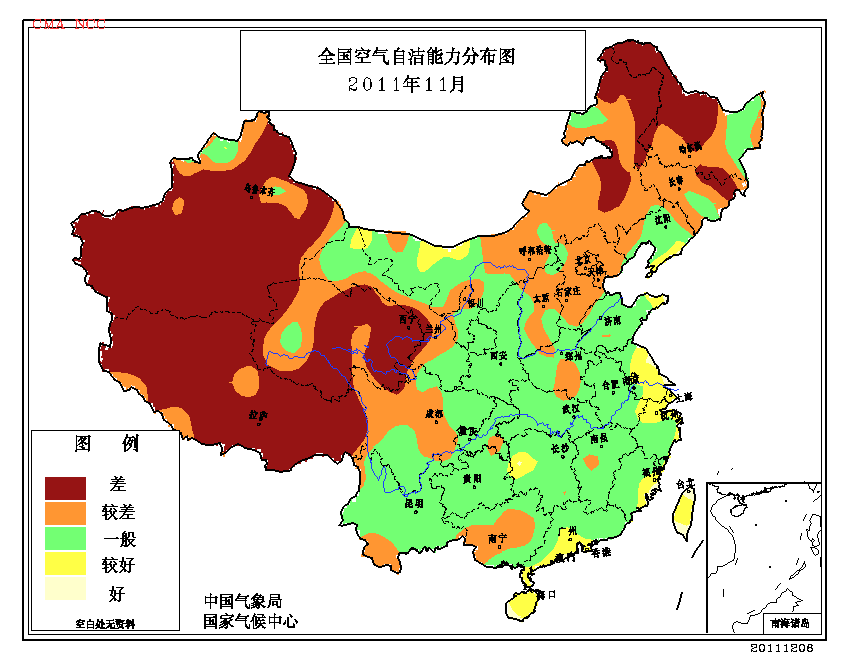 CMA NCC
全国空气自洁能力分布图
2011年11月
哈尔滨
长春
乌鲁木齐
沈阳
呼和浩特
北京
天津
石家庄
太原
银川
西宁
兰州
济南
西安
郑州
合肥
南京
上海
拉萨
成都
武汉
杭州
重庆
南昌
长沙
贵阳
福州
台北
昆明
南宁
广州
香港
澳门
海口
图 例
差
较差
一般
较好
好
空白处无资料
中国气象局
国家气候中心
南海诸岛
20111206